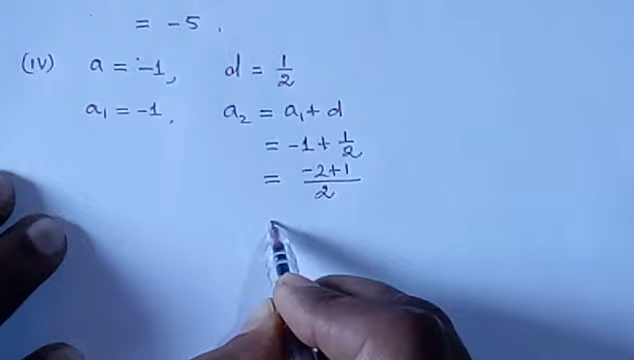 = -5.
(iv) a = -1, d = 1/2
a₁ = -1, a₂ = a₁ + d
= -1 + 1/2
= (-2+1)/2